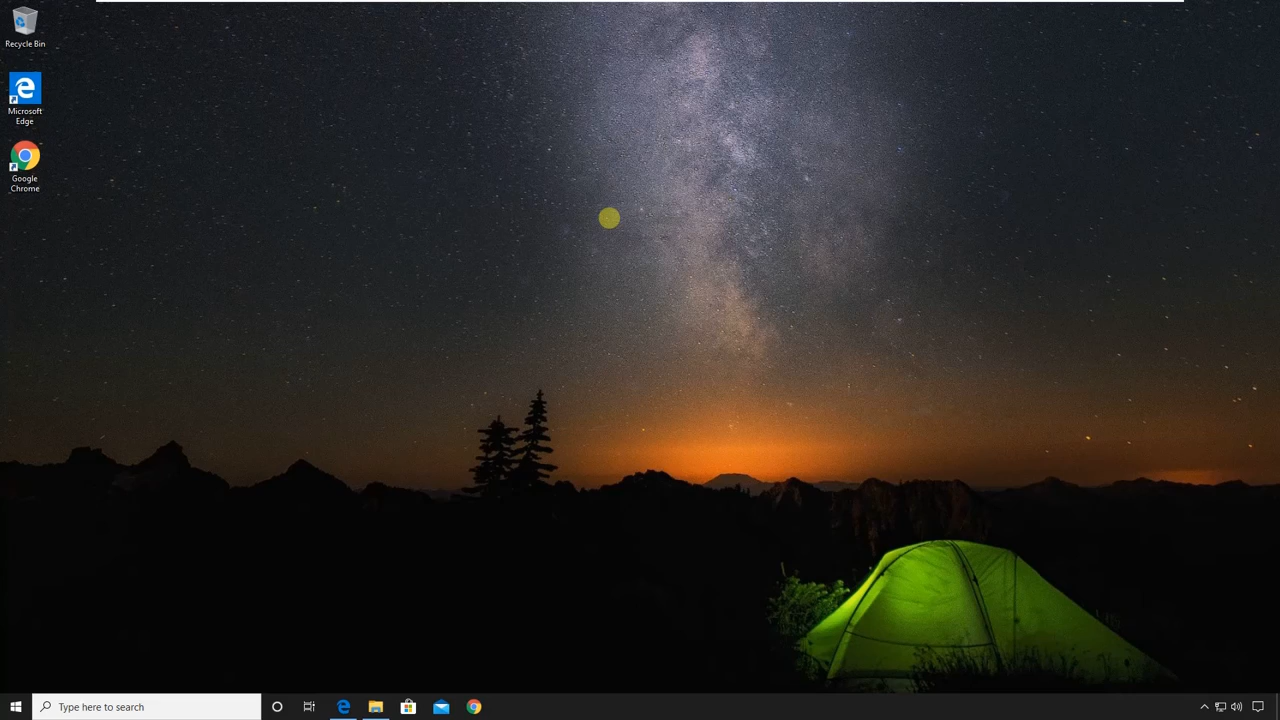 Recycle Bin
Microsoft
Edge
Google
Chrome
Type here to search